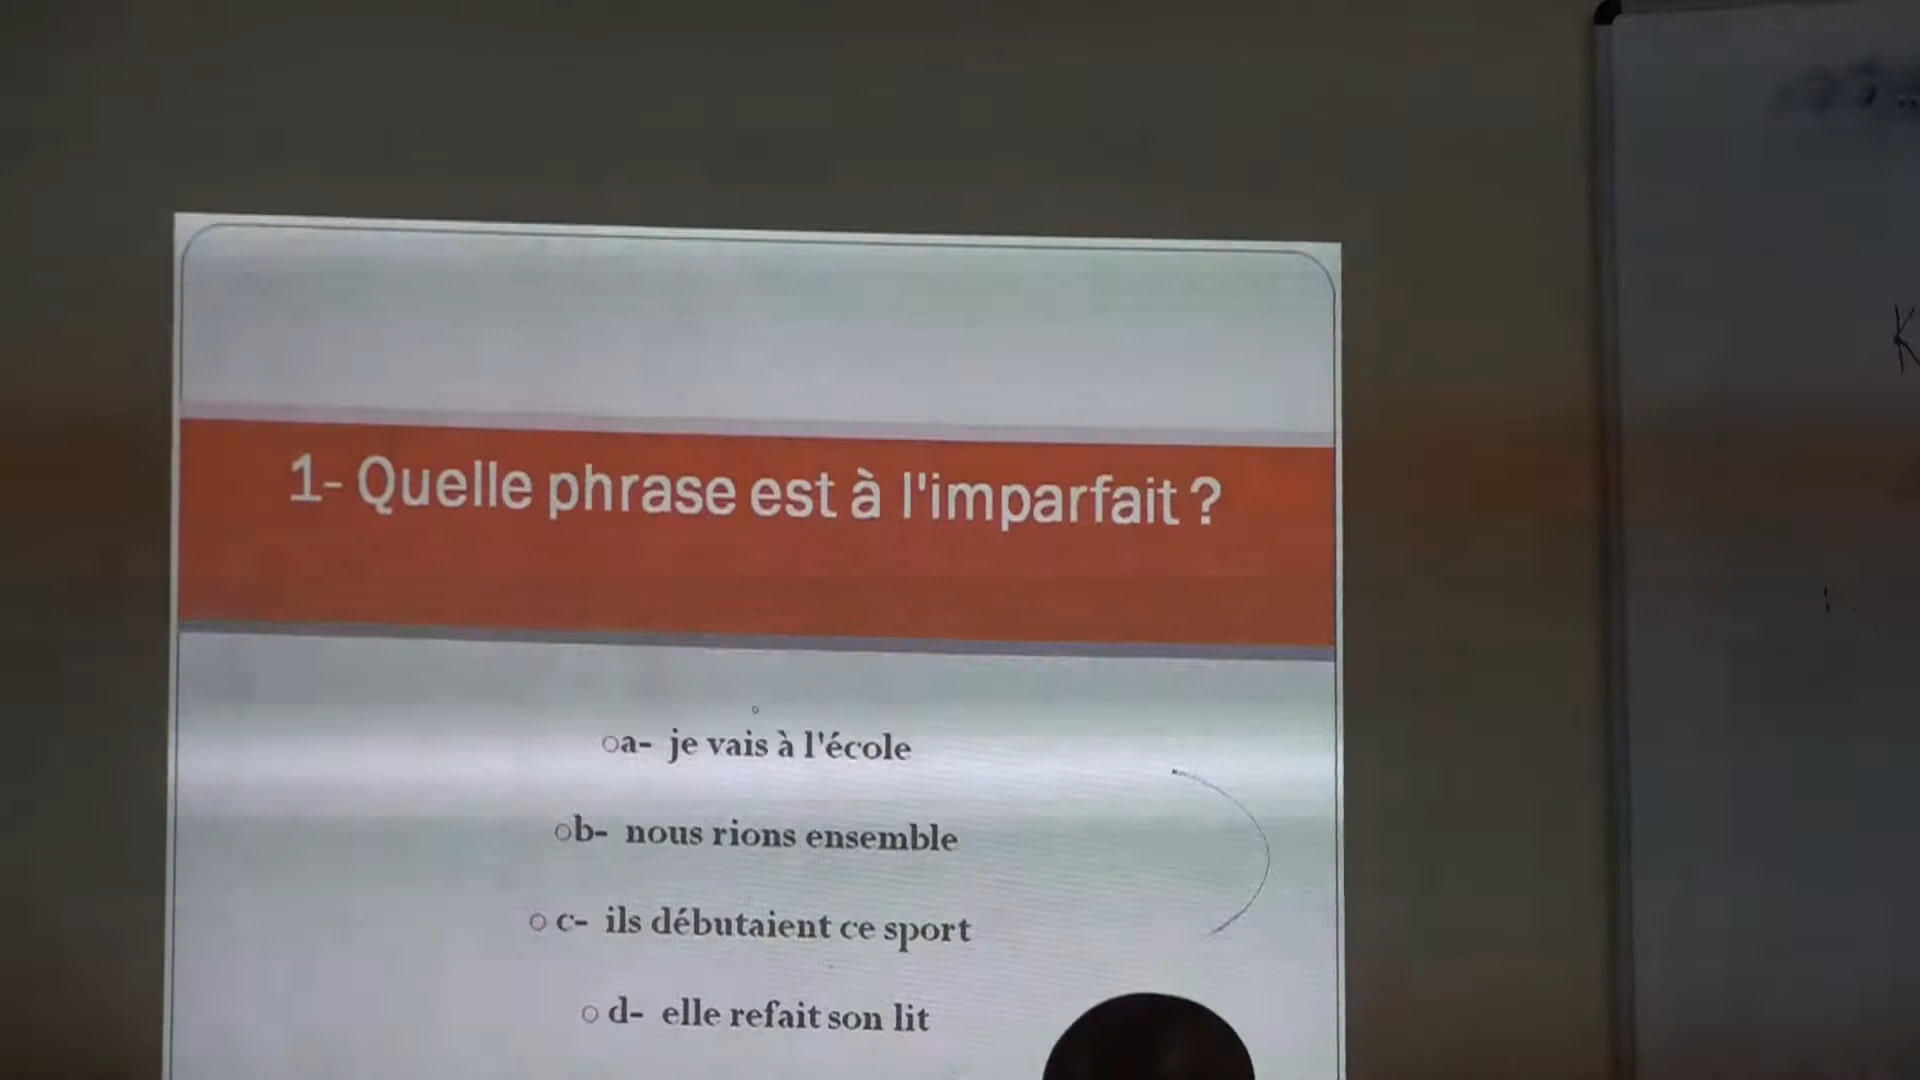 1- Quelle phrase est à l'imparfait ?
a- je vais à l'école
b- nous rions ensemble
c- ils débutaient ce sport
d- elle refait son lit
K